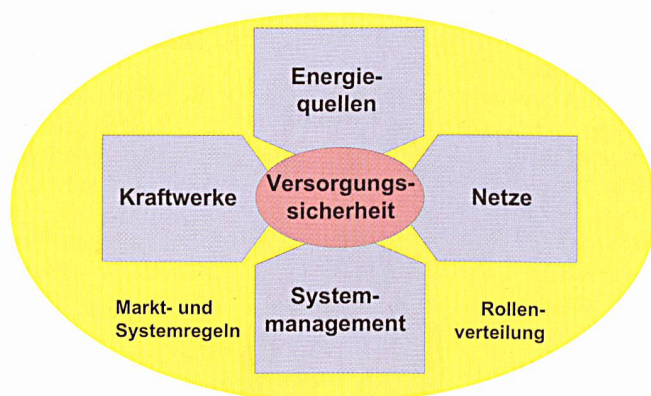 Energie-
quellen
Kraftwerke
Versorgungs-
sicherheit
Netze
System-
management
Markt- und
Systemregeln
Rollen-
verteilung